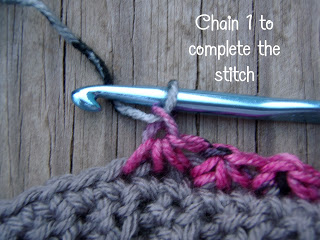 Chain 1 to
complete the
stitch